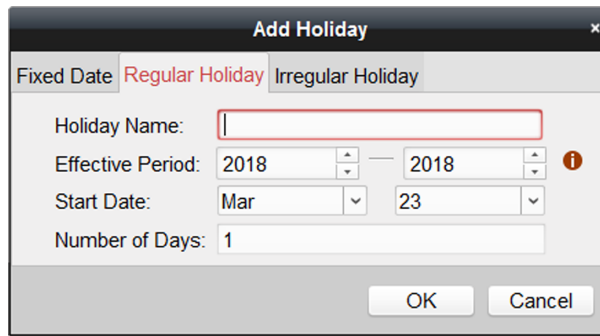 Add Holiday ×
Fixed Date Regular Holiday Irregular Holiday
Holiday Name:
Effective Period: 2018 — 2018
Start Date: Mar 23
Number of Days: 1
OK Cancel